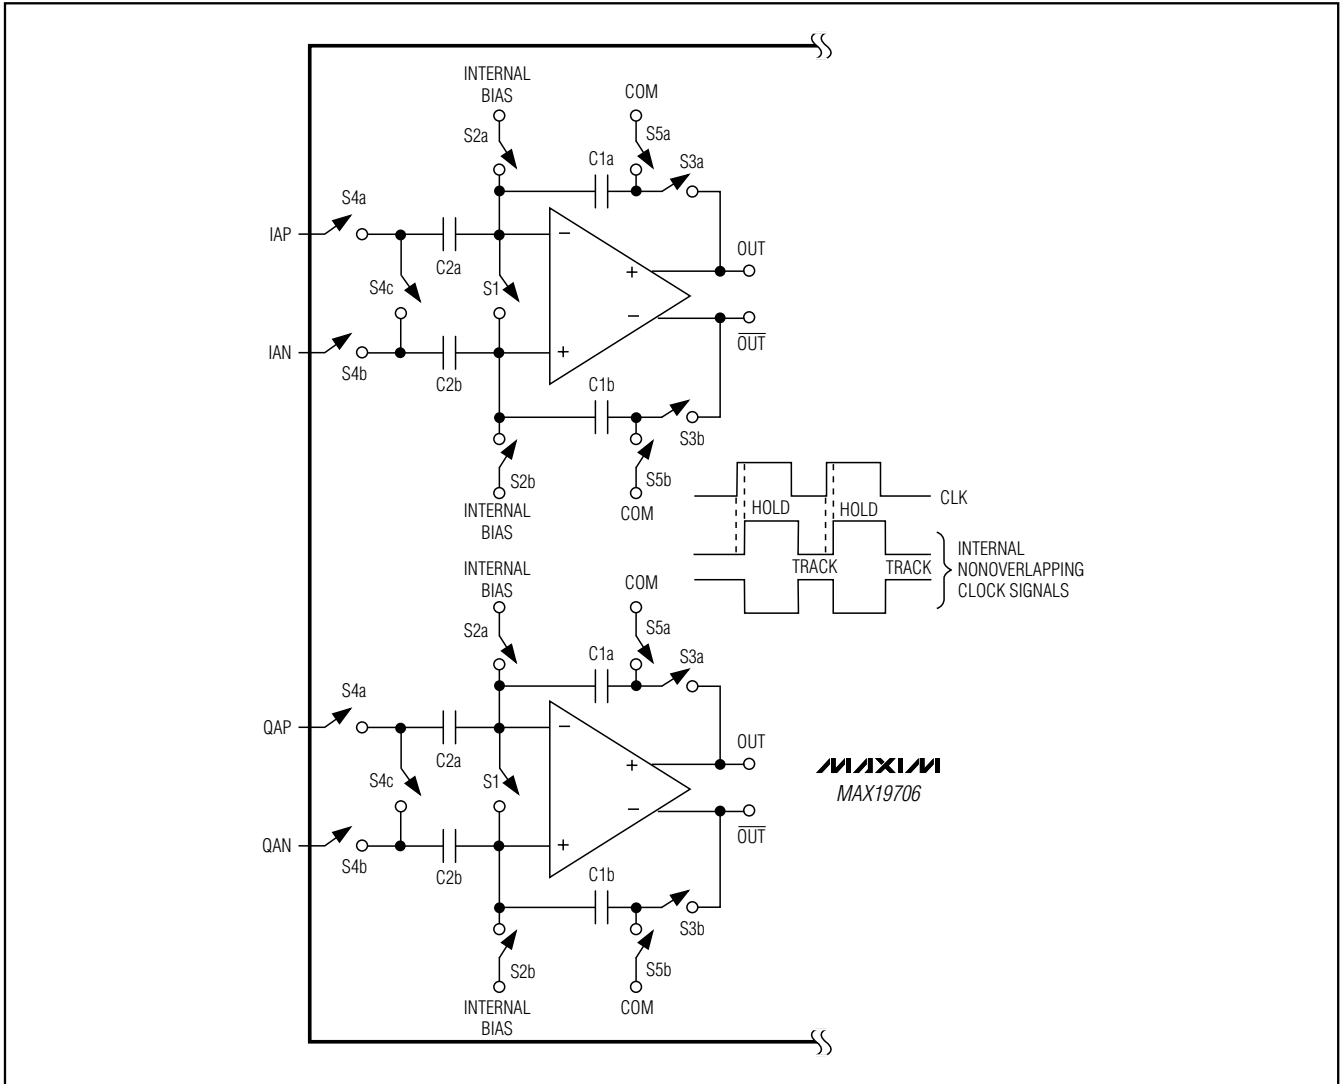 INTERNAL
BIAS
COM
S2a
S5a
C1a
S3a
S4a
IAP
−
OUT
C2a
+
S4c
S1
−
OUT
IAN
+
S4b
C2b
C1b
S3b
S2b
S5b
INTERNAL
BIAS
COM
CLK
HOLD
HOLD
TRACK
TRACK
INTERNAL
NONOVERLAPPING
CLOCK SIGNALS
INTERNAL
BIAS
COM
S2a
S5a
C1a
S3a
S4a
QAP
−
OUT
C2a
+
S4c
S1
−
OUT
QAN
+
S4b
C2b
C1b
S3b
S2b
S5b
INTERNAL
BIAS
COM
MAXIM
MAX19706